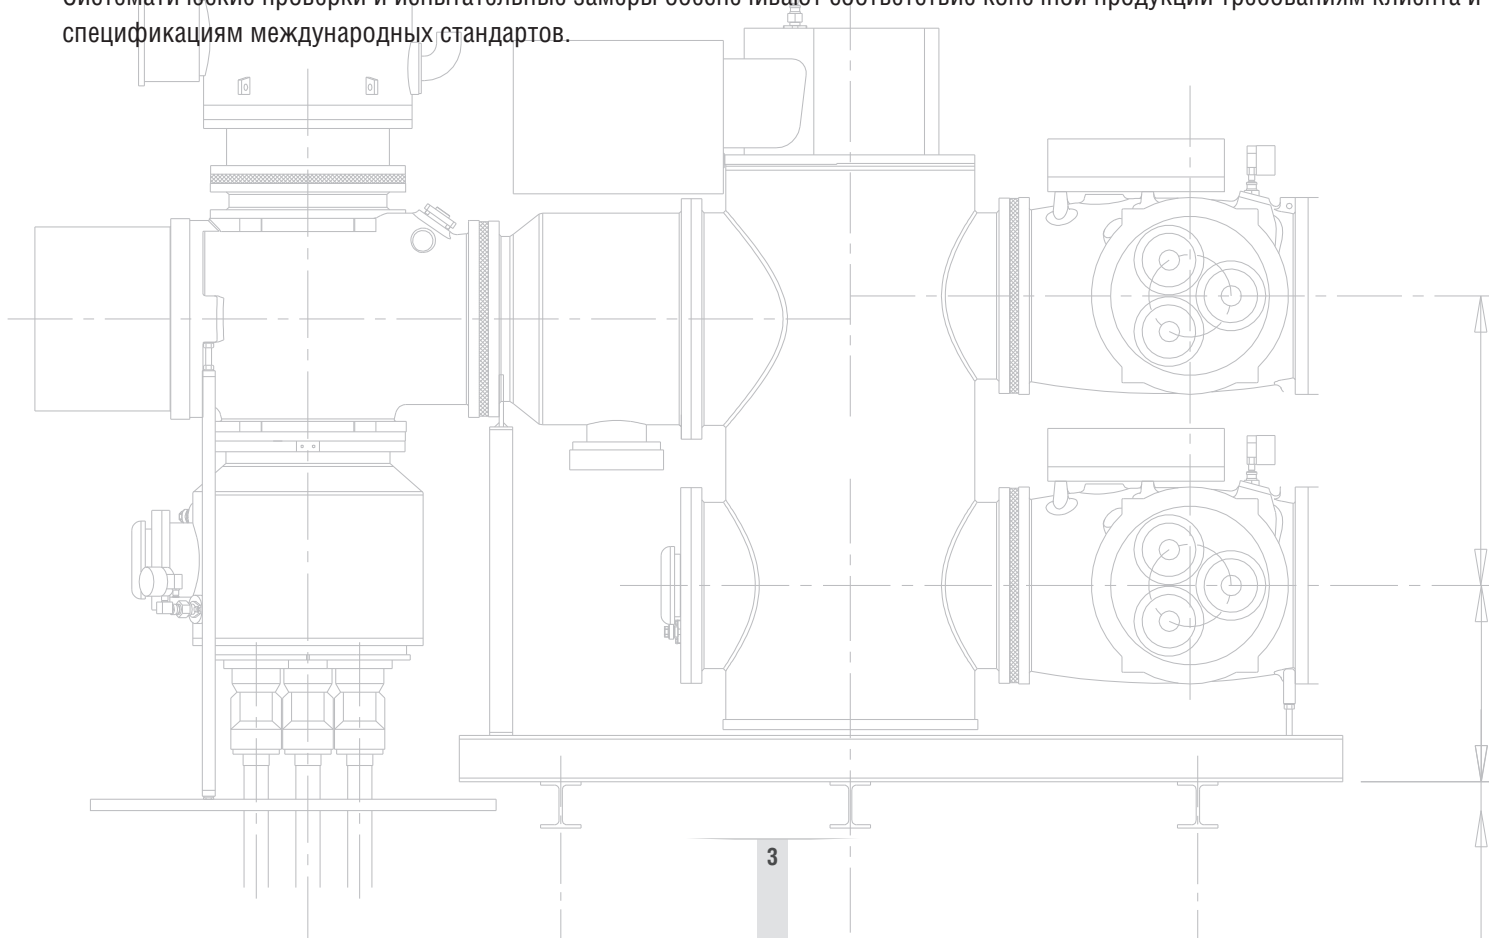 Систематические проверки и испытательные замеры обеспечивают соответствие конечной продукции требованиям клиента и
спецификациям международных стандартов.
3